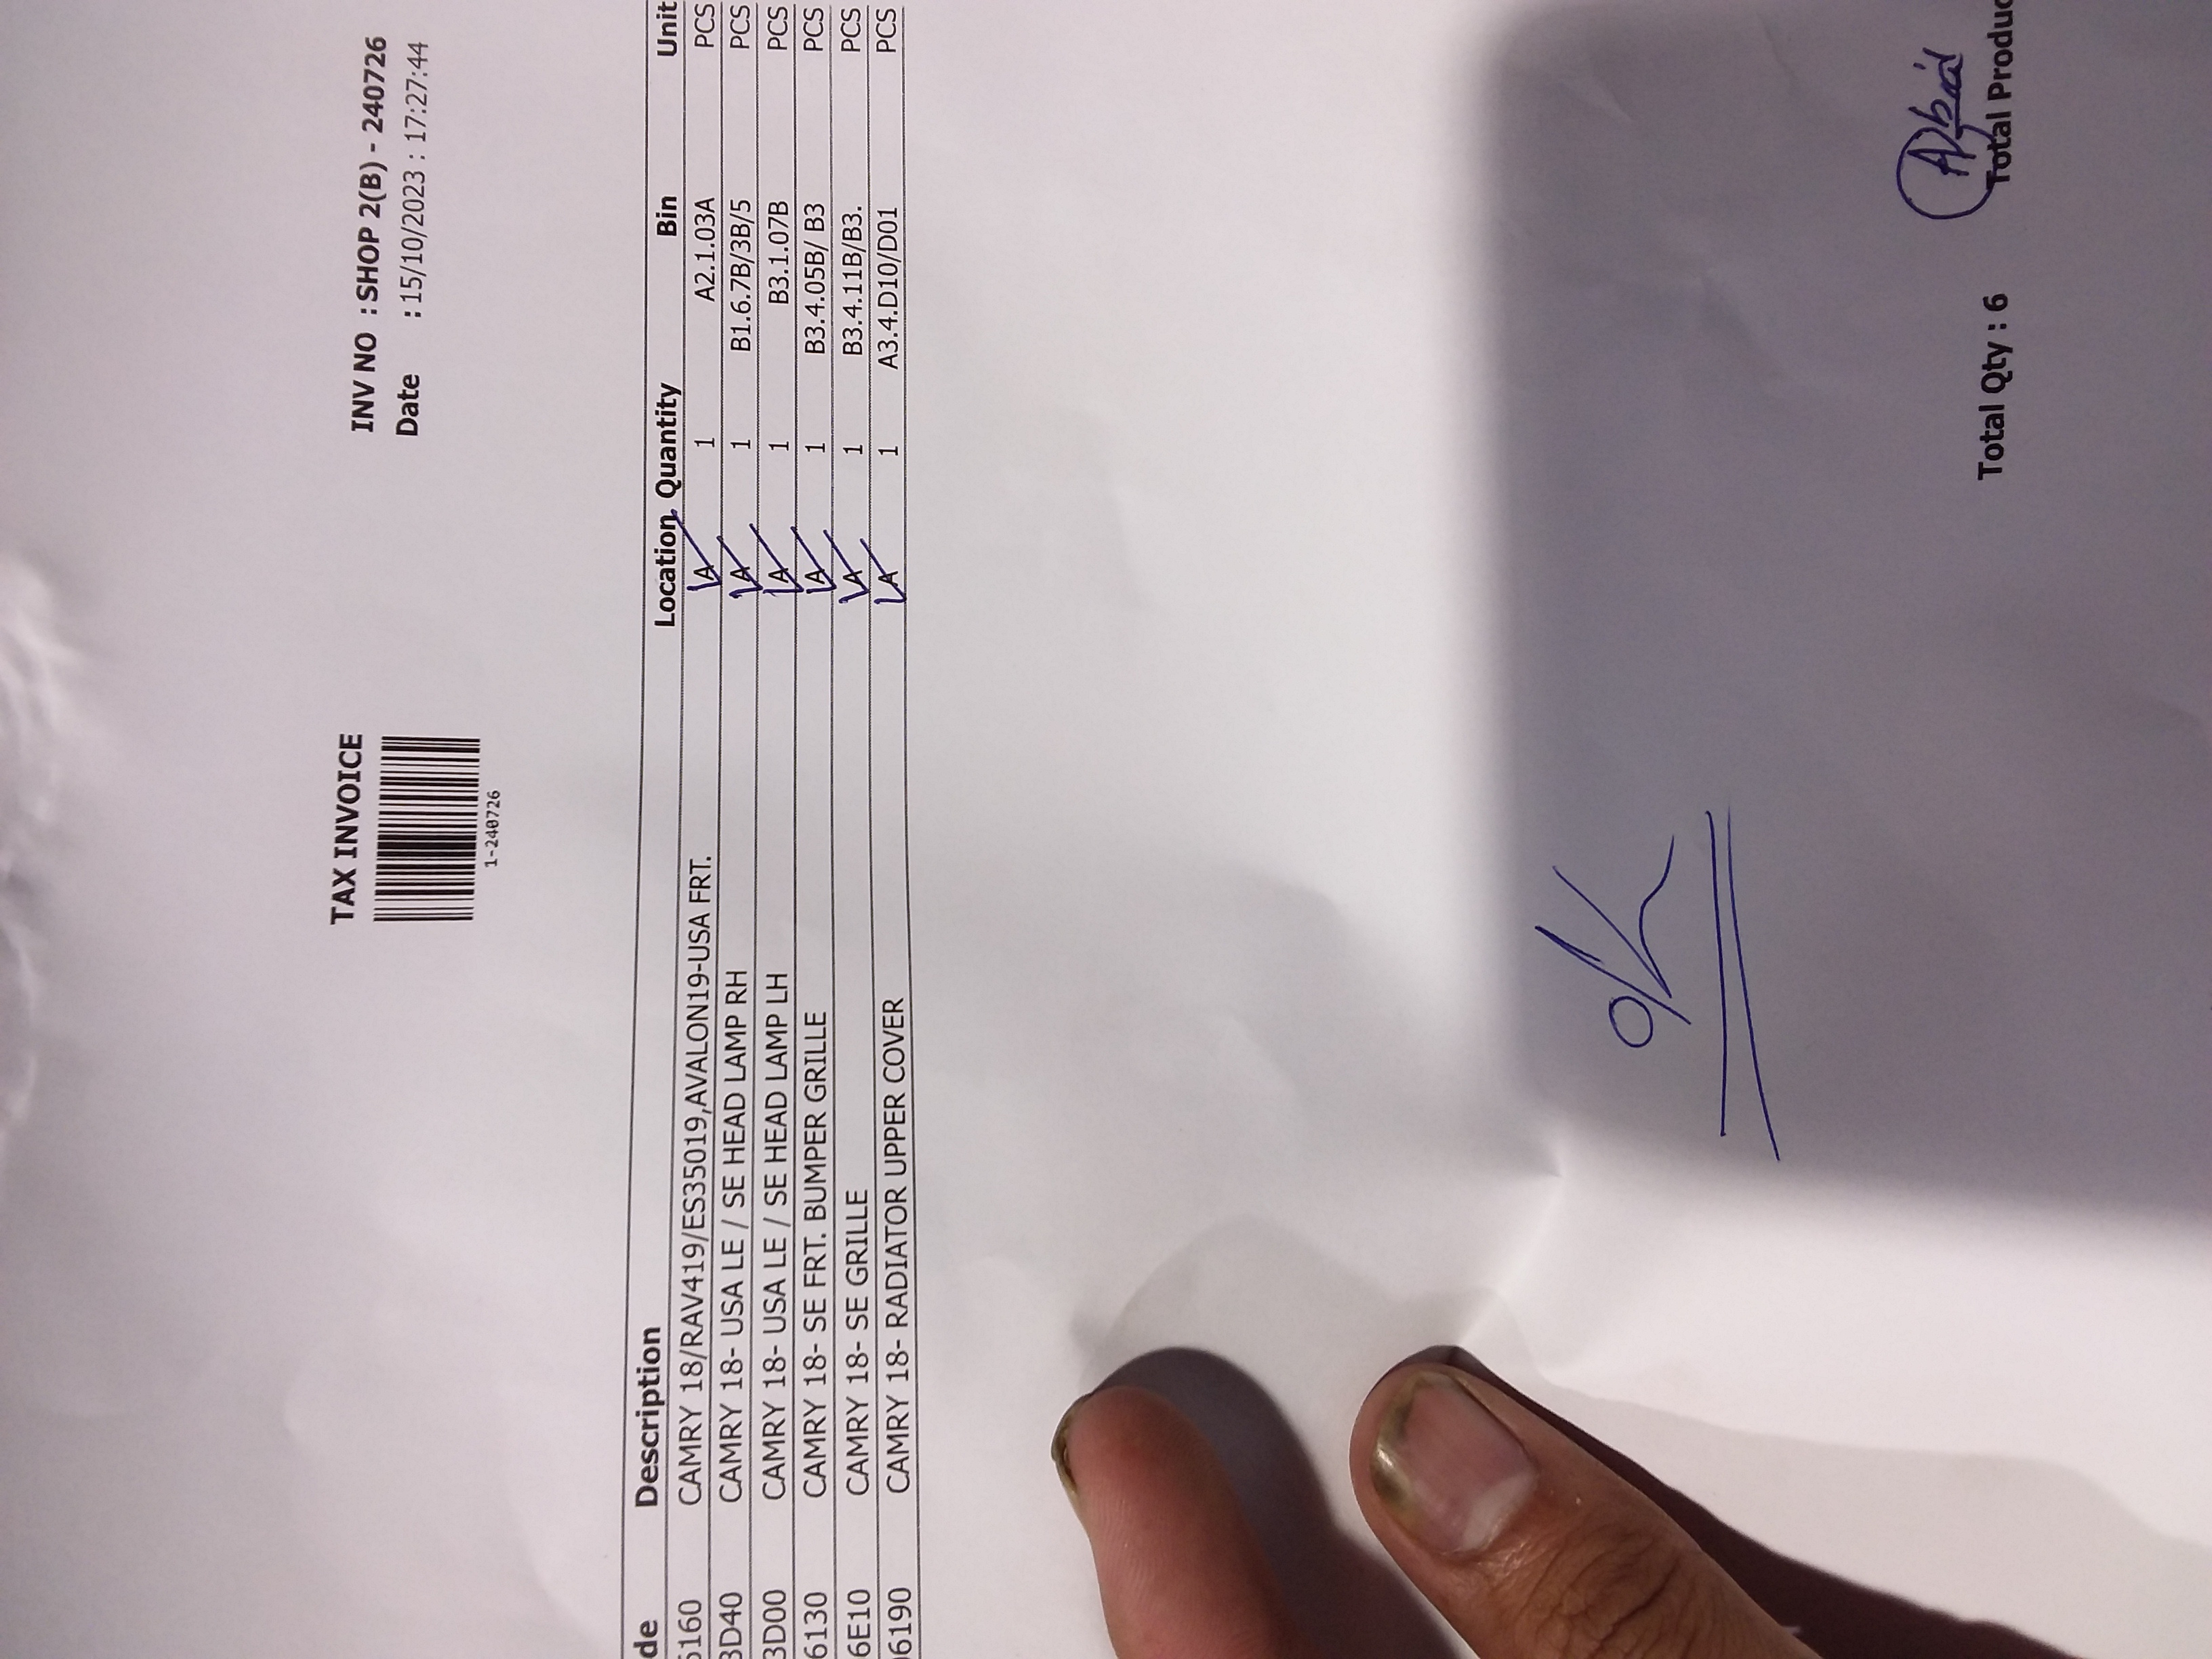 TAX INVOICE
1-240726
INV NO : SHOP 2(B) - 240726
Date : 15/10/2023 : 17:27:44
de Description Location Quantity Bin Unit
6160 CAMRY 18/RAV419/ES35019,AVALON19-USA FRT. A 1 A2.1.03A PCS
3D40 CAMRY 18- USA LE / SE HEAD LAMP RH A 1 B1.6.7B/3B/5 PCS
3D00 CAMRY 18- USA LE / SE HEAD LAMP LH A 1 B3.1.07B PCS
6130 CAMRY 18- SE FRT. BUMPER GRILLE A 1 B3.4.05B/ B3 PCS
6E10 CAMRY 18- SE GRILLE A 1 B3.4.11B/B3. PCS
06190 CAMRY 18- RADIATOR UPPER COVER A 1 A3.4.D10/D01 PCS
OK
Total Qty : 6 Total Produc